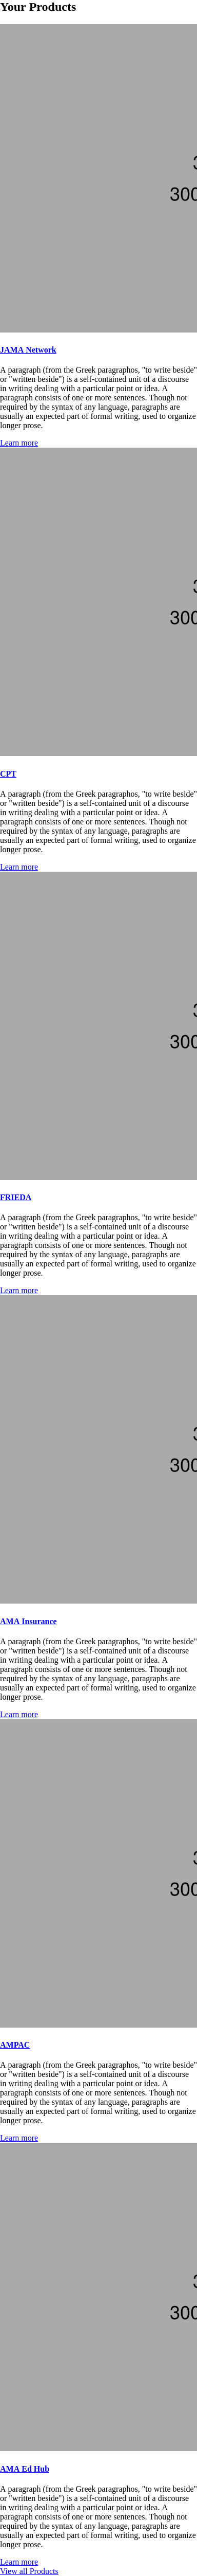 Your Products
300
JAMA Network
A paragraph (from the Greek paragraphos, "to write beside"
or "written beside") is a self-contained unit of a discourse
in writing dealing with a particular point or idea. A
paragraph consists of one or more sentences. Though not
required by the syntax of any language, paragraphs are
usually an expected part of formal writing, used to organize
longer prose.
Learn more
300
CPT
A paragraph (from the Greek paragraphos, "to write beside"
or "written beside") is a self-contained unit of a discourse
in writing dealing with a particular point or idea. A
paragraph consists of one or more sentences. Though not
required by the syntax of any language, paragraphs are
usually an expected part of formal writing, used to organize
longer prose.
Learn more
300
FRIEDA
A paragraph (from the Greek paragraphos, "to write beside"
or "written beside") is a self-contained unit of a discourse
in writing dealing with a particular point or idea. A
paragraph consists of one or more sentences. Though not
required by the syntax of any language, paragraphs are
usually an expected part of formal writing, used to organize
longer prose.
Learn more
300
AMA Insurance
A paragraph (from the Greek paragraphos, "to write beside"
or "written beside") is a self-contained unit of a discourse
in writing dealing with a particular point or idea. A
paragraph consists of one or more sentences. Though not
required by the syntax of any language, paragraphs are
usually an expected part of formal writing, used to organize
longer prose.
Learn more
300
AMPAC
A paragraph (from the Greek paragraphos, "to write beside"
or "written beside") is a self-contained unit of a discourse
in writing dealing with a particular point or idea. A
paragraph consists of one or more sentences. Though not
required by the syntax of any language, paragraphs are
usually an expected part of formal writing, used to organize
longer prose.
Learn more
300
AMA Ed Hub
A paragraph (from the Greek paragraphos, "to write beside"
or "written beside") is a self-contained unit of a discourse
in writing dealing with a particular point or idea. A
paragraph consists of one or more sentences. Though not
required by the syntax of any language, paragraphs are
usually an expected part of formal writing, used to organize
longer prose.
Learn more
View all Products